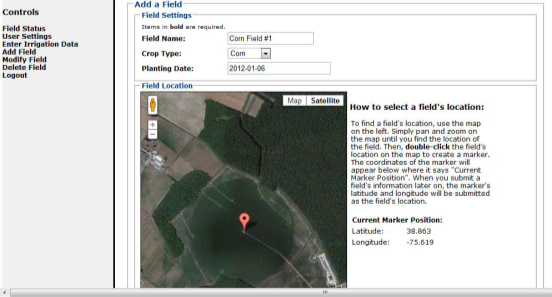 Controls
Field Status
User Settings
Enter Irrigation Data
Add Field
Modify Field
Delete Field
Logout
Add a Field
Field Settings
Items in bold are required.
Field Name: Corn Field #1
Crop Type: Corn
Planting Date: 2012-01-06
Field Location
Map Satellite
+
−
How to select a field's location:
To find a field's location, use the map
on the left. Simply pan and zoom on
the map until you find the location of
the field. Then, double-click the field's
location on the map to create a marker.
The coordinates of the marker will
appear below where it says "Current
Marker Position". When you submit a
field's information later on, the marker's
latitude and longitude will be submitted
as the field's location.
Current Marker Position:
Latitude: 38.863
Longitude: -75.619